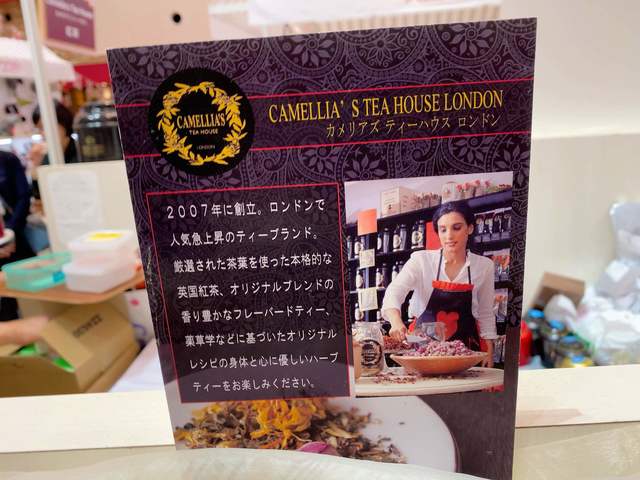 CAMELLIA'S
TEA HOUSE
LONDON
CAMELLIA'S TEA HOUSE LONDON
カメリアズ ティーハウス ロンドン
2007年に創立。ロンドンで
人気急上昇のティーブランド。
厳選された茶葉を使った本格的な
英国紅茶、オリジナルブレンドの
香り豊かなフレーバードティー、
薬草学などに基づいたオリジナル
レシピの身体と心に優しいハーブ
ティーをお楽しみください。